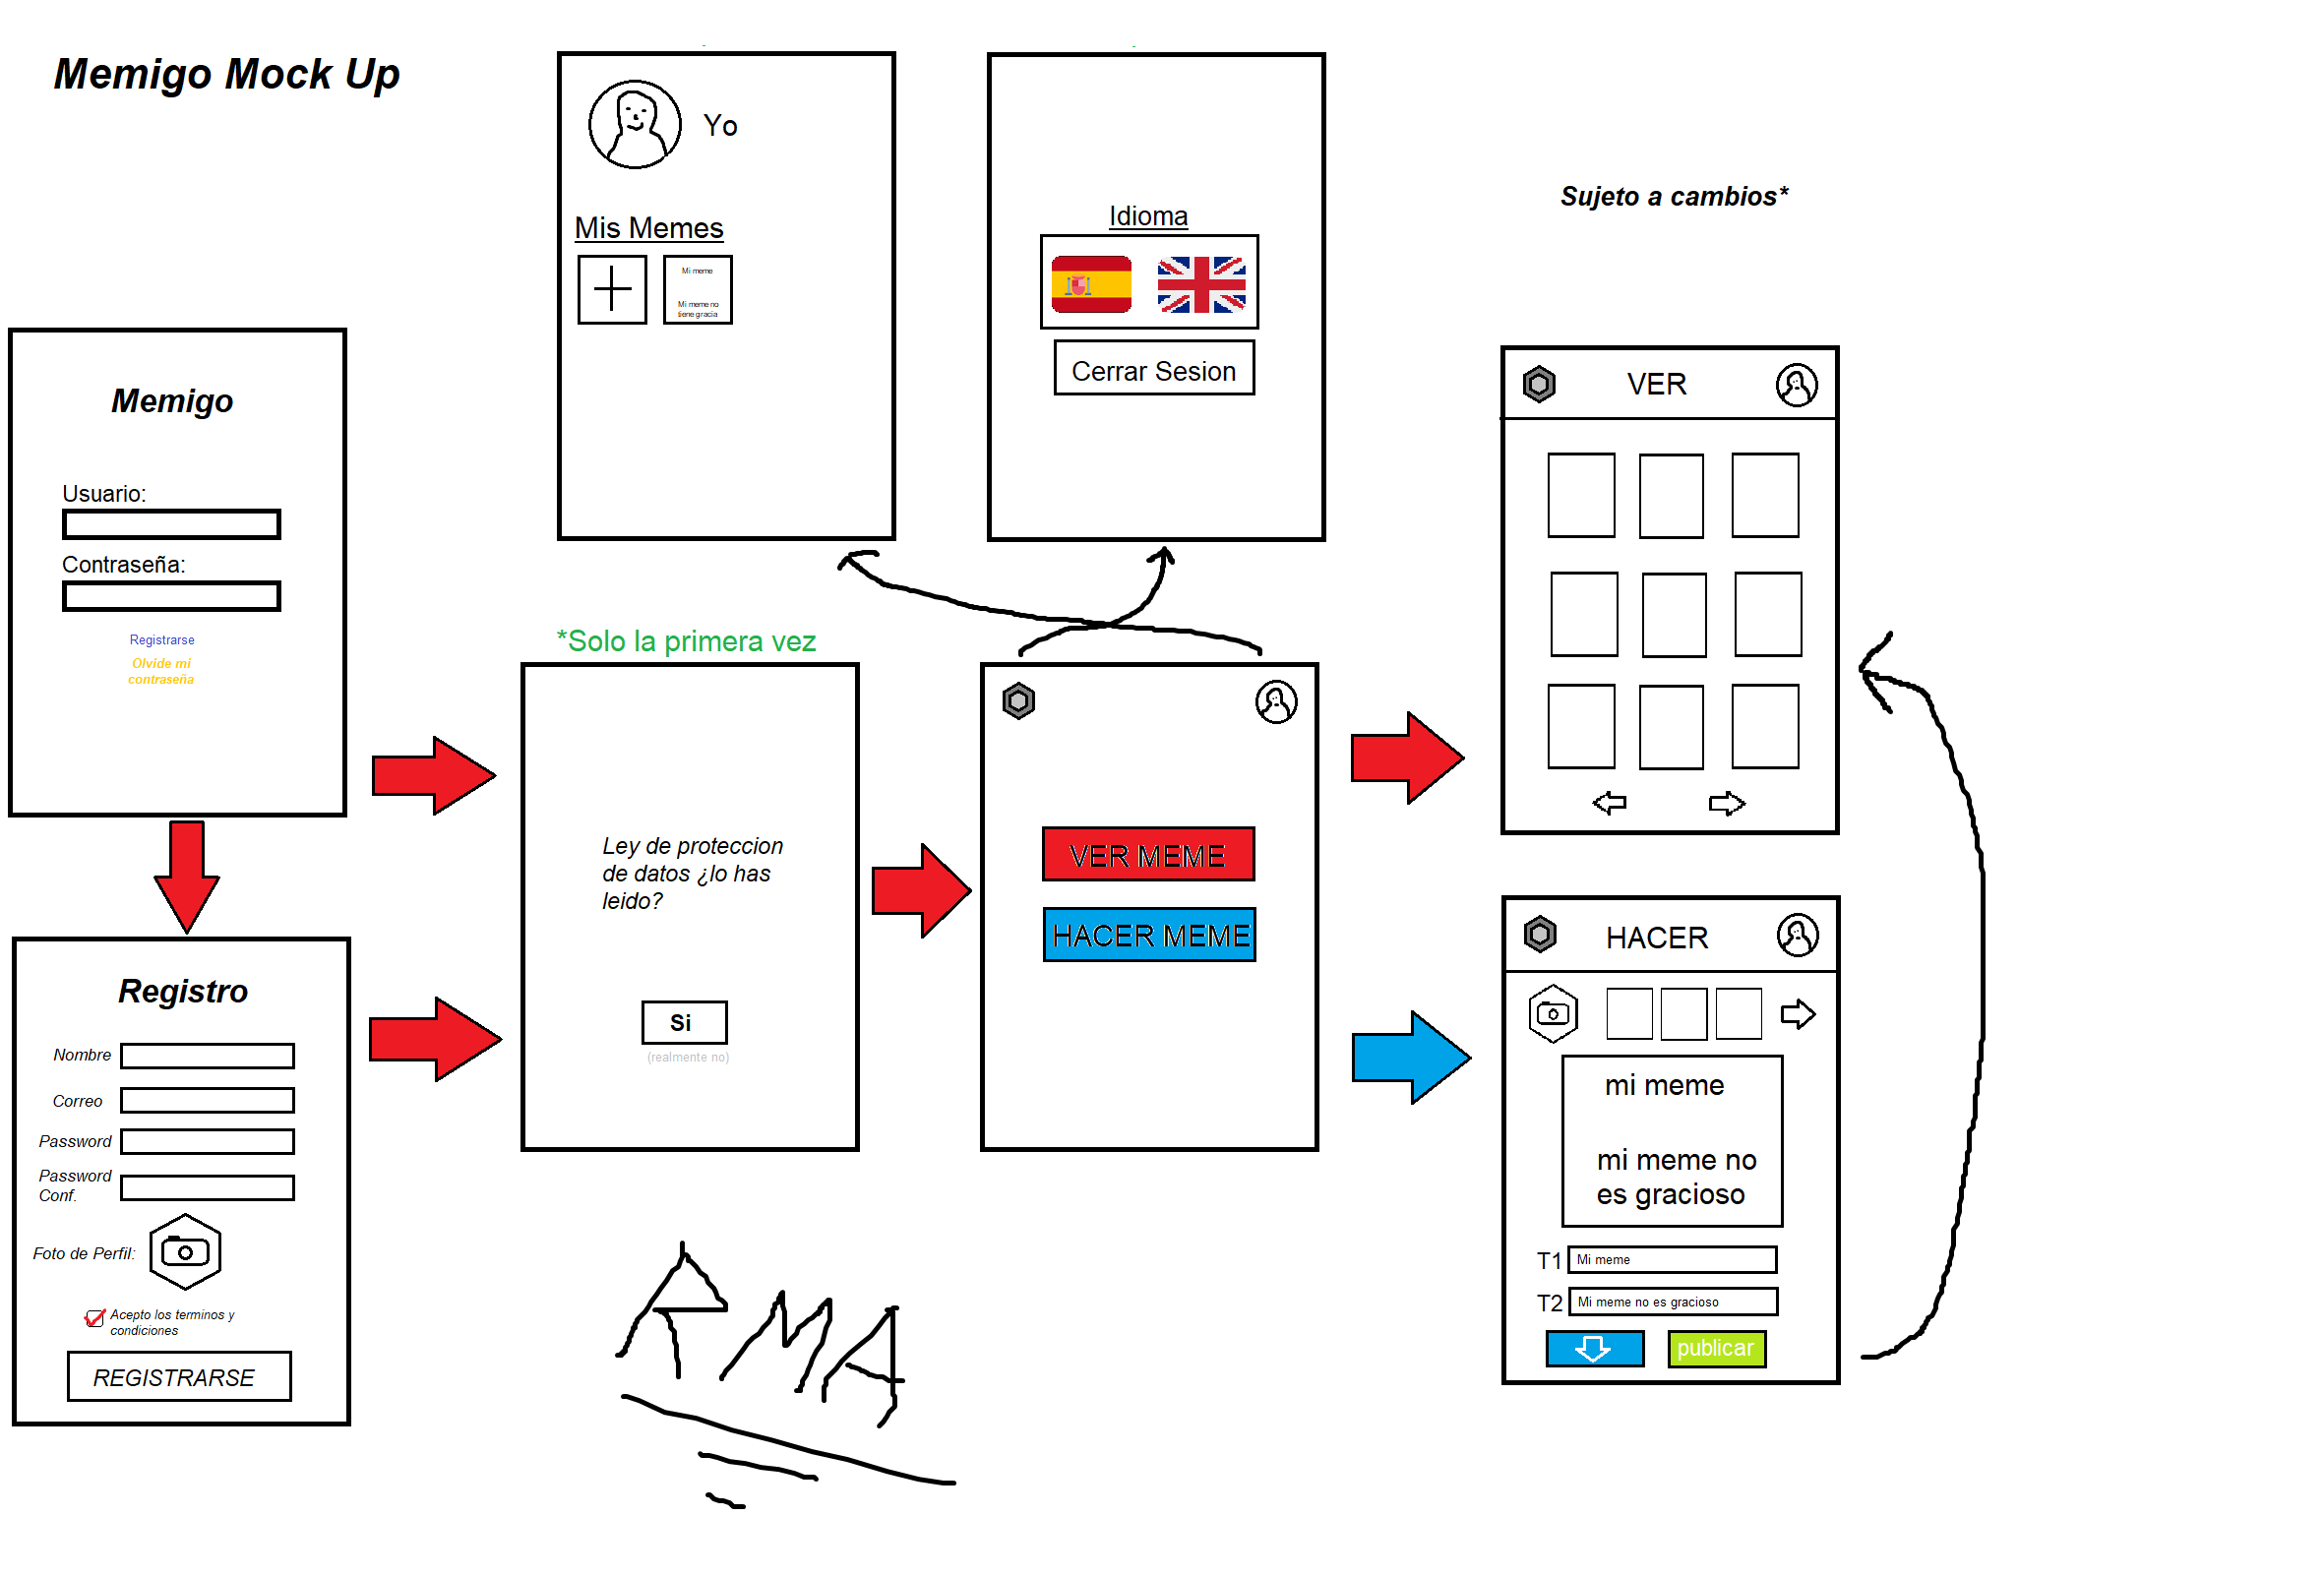 Memigo Mock Up
Yo
Mis Memes
Mi meme
Mi meme no
tiene gracia
Idioma
Cerrar Sesion
Sujeto a cambios*
Memigo
Usuario:
Contraseña:
Registrarse
Olvide mi
contraseña
*Solo la primera vez
Ley de proteccion
de datos ¿lo has
leido?
Si
(realmente no)
VER MEME
HACER MEME
VER
HACER
mi meme
mi meme no
es gracioso
T1 Mi meme
T2 Mi meme no es gracioso
publicar
Registro
Nombre
Correo
Password
Password
Conf.
Foto de Perfil:
Acepto los terminos y
condiciones
REGISTRARSE
RMA